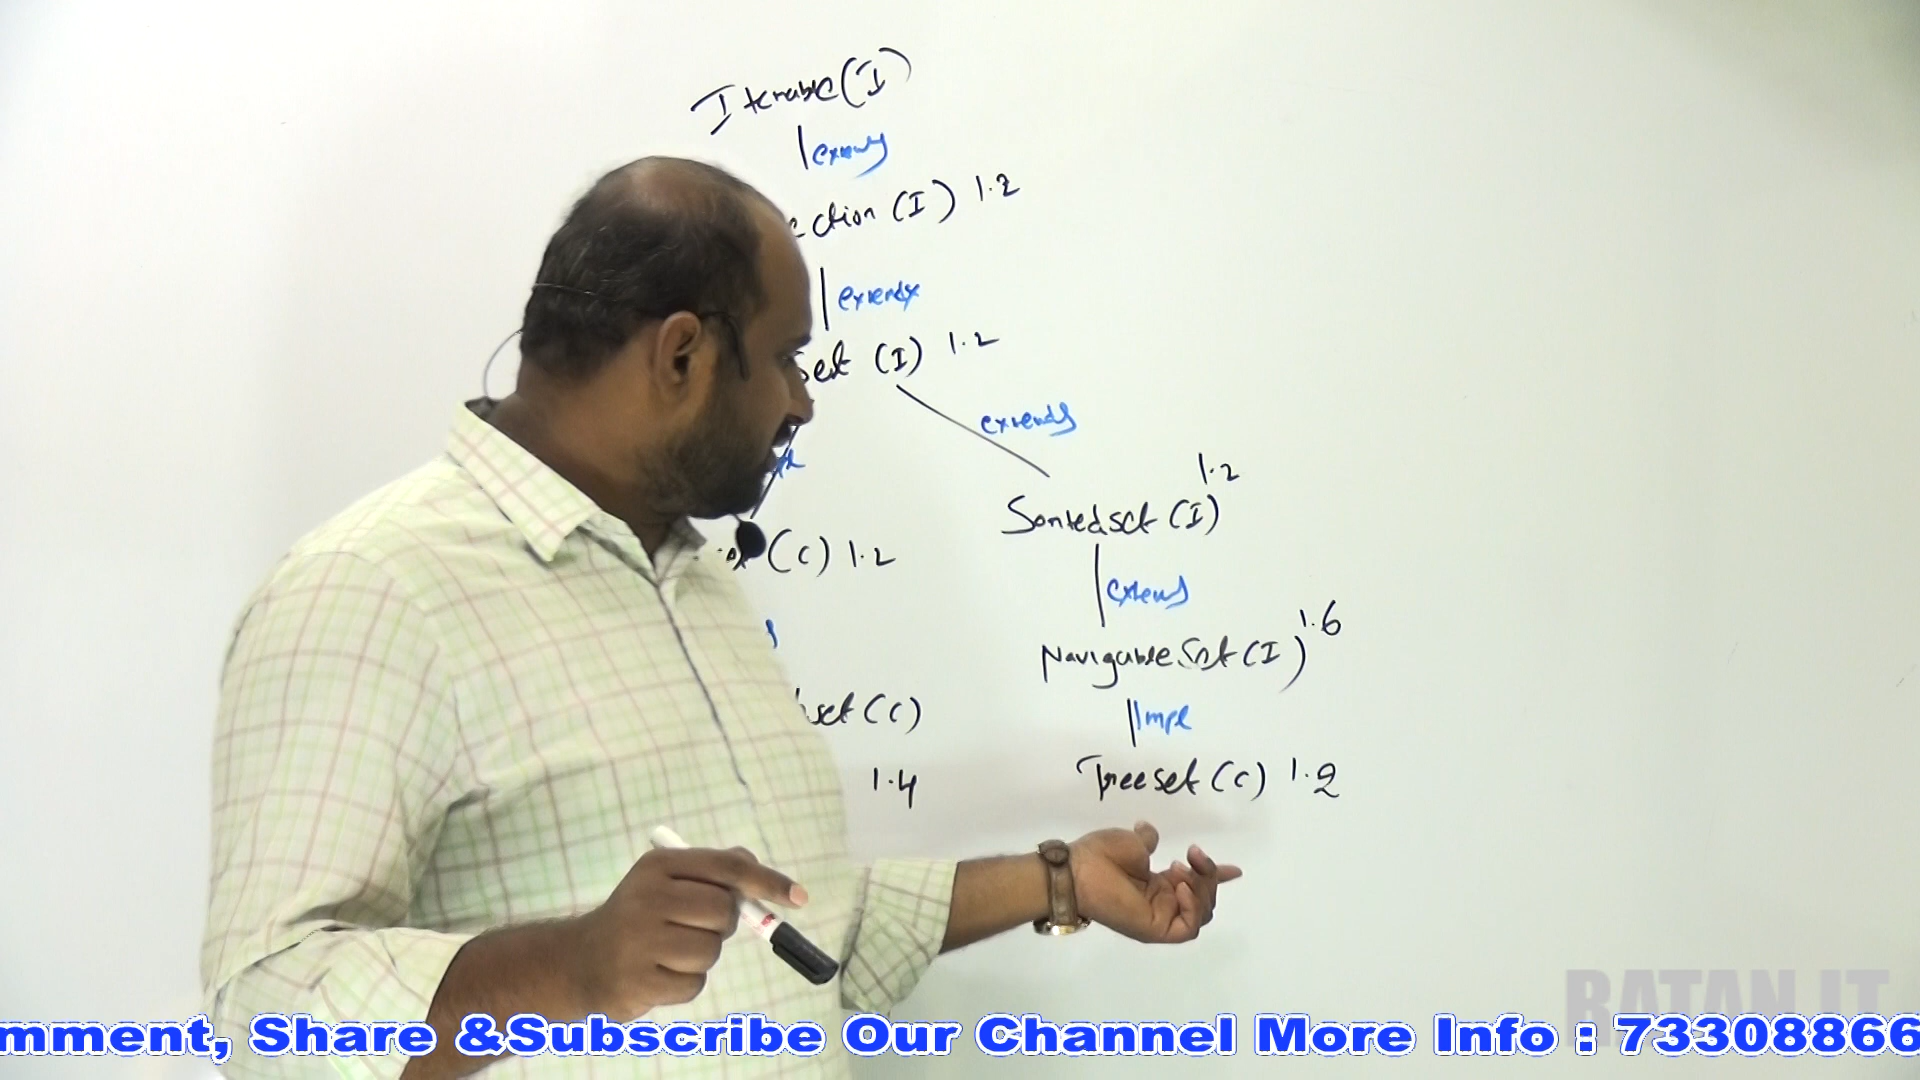 Iterable(I)
extends
ection (I) 1.2
extends
Set (I) 1.2
extends
1.2
Sortedset (I)
(C) 1.2
extends
1.6
NavigableSet(I)
set (C)
Impl
1.4
Treeset (C) 1.2
RATAN IT
mment, Share &Subscribe Our Channel More Info : 73308866